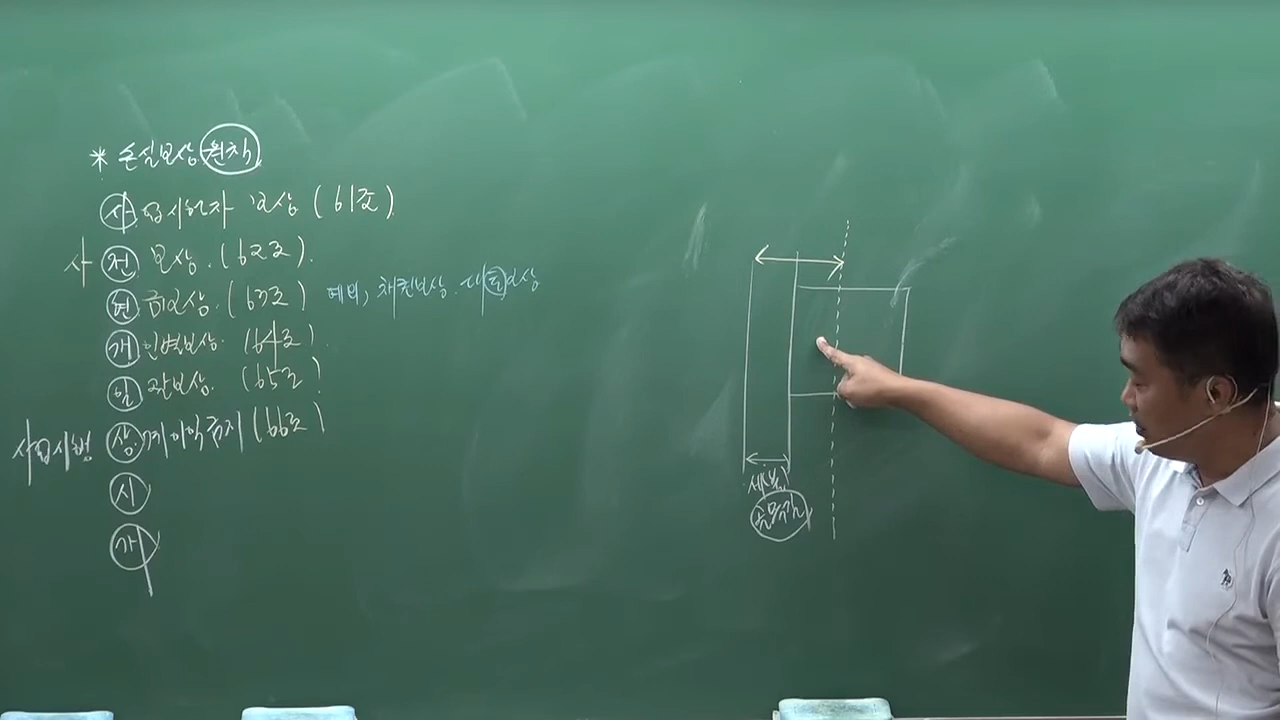 * 손실보상 원칙
사업시행자 보상 (61조)
사 전 보상. (62조).
현 금보상. (63조) 예외, 채권보상. 대토보상
개 인별보상. (64조).
일 괄보상. (65조)
사업시행 상 계이익금지 (66조)
시
가
세부